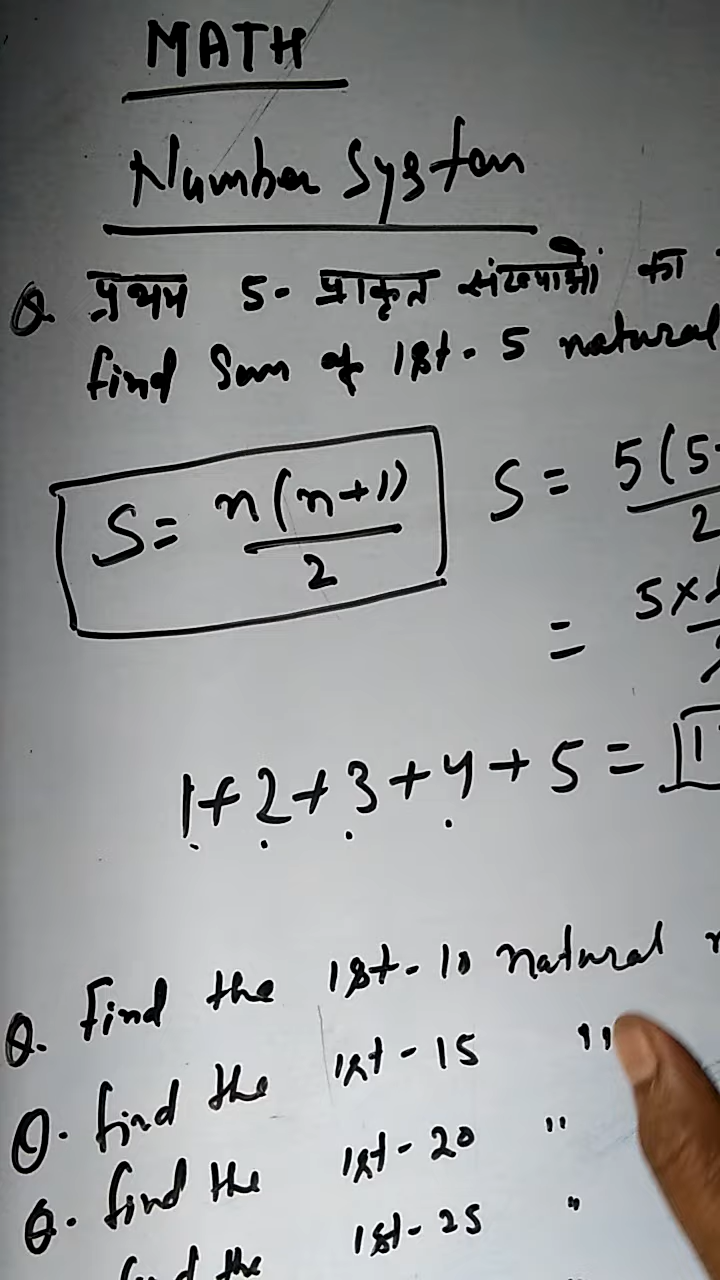 MATH
Number System
Q. प्रथम 5- प्राकृत संख्याओं का
find Sum of 1st- 5 natural
S= n(n+1)/2 S= 5(5
2
= 5×
1+2+3+4+5=
Q. Find the 1st-10 natural
Q. find the 1st-15 "
Q. find the 1st-20 "
1st-25 "
find the